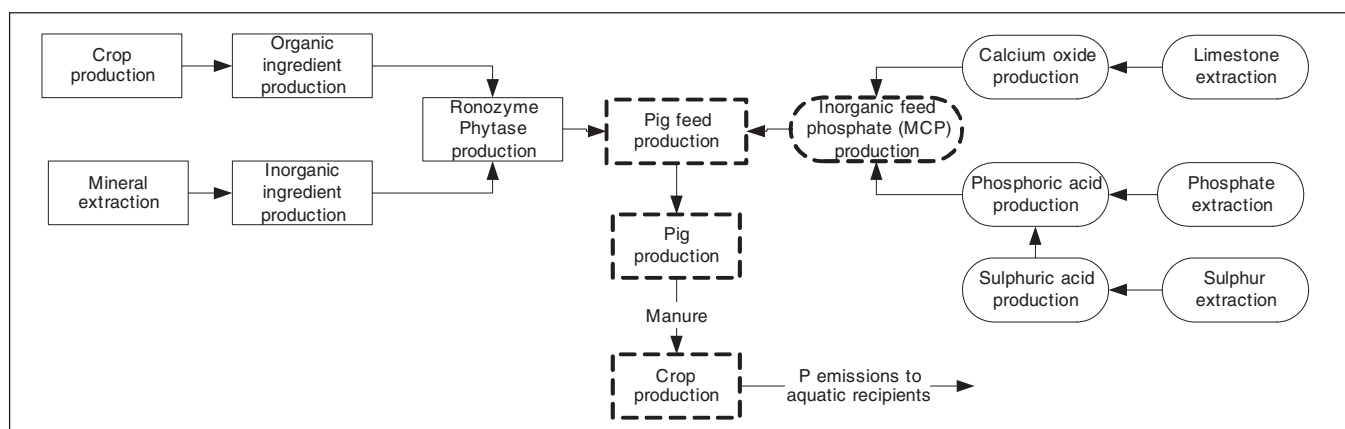 Crop
production
Organic
ingredient
production
Ronozyme
Phytase
production
Mineral
extraction
Inorganic
ingredient
production
Pig feed
production
Pig
production
Manure
Crop
production
P emissions to
aquatic recipients
Inorganic feed
phosphate (MCP)
production
Calcium oxide
production
Limestone
extraction
Phosphoric acid
production
Phosphate
extraction
Sulphuric acid
production
Sulphur
extraction